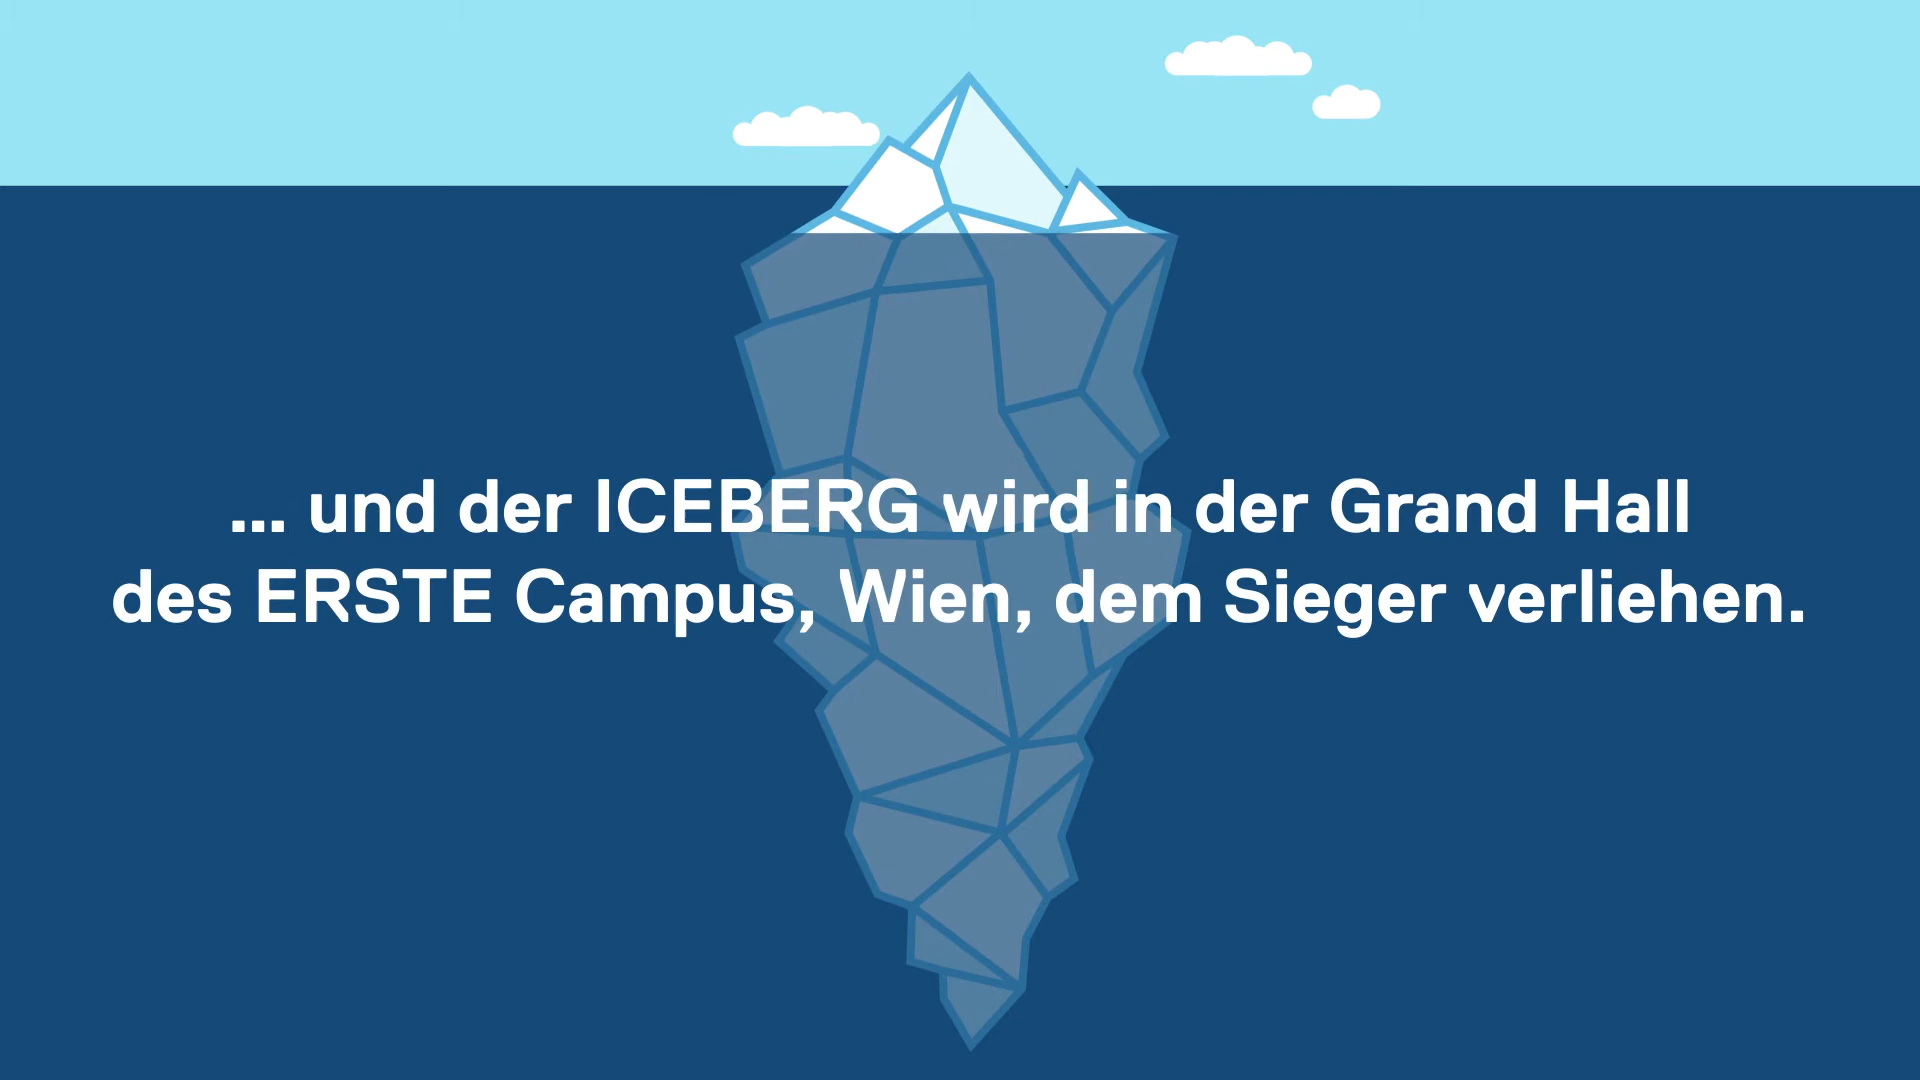 ... und der ICEBERG wird in der Grand Hall
des ERSTE Campus, Wien, dem Sieger verliehen.